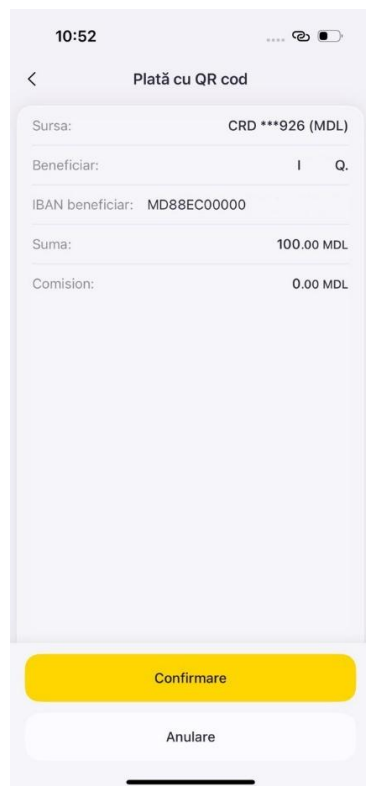 10:52
Plată cu QR cod
Sursa: CRD ***926 (MDL)
Beneficiar: I Q.
IBAN beneficiar: MD88EC00000
Suma: 100.00 MDL
Comision: 0.00 MDL
Confirmare
Anulare